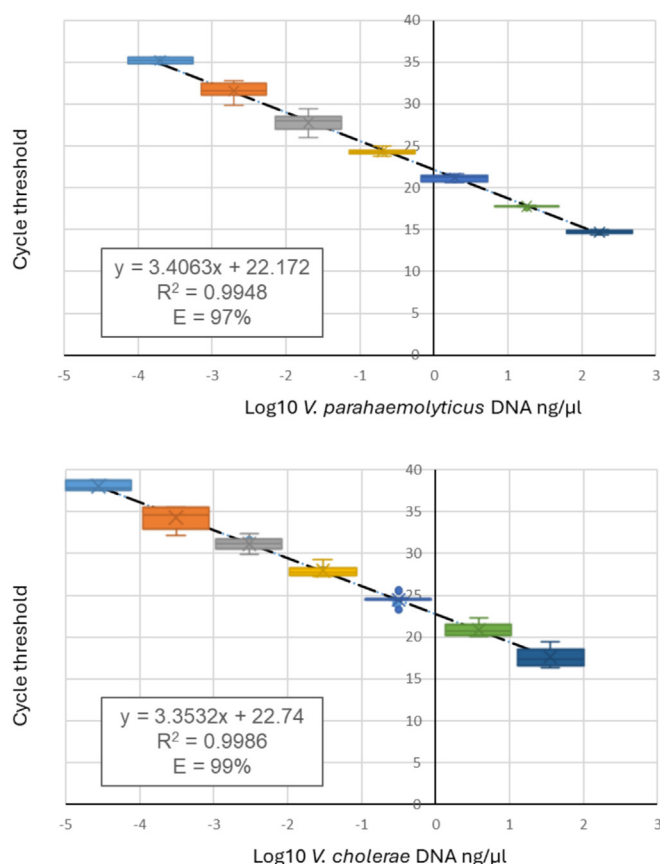 40
35
30
25
20
15
10
5
0
-5 -4 -3 -2 -1 0 1 2 3
Cycle threshold
y = 3.4063x + 22.172
R² = 0.9948
E = 97%
Log10 V. parahaemolyticus DNA ng/µl
40
35
30
25
20
15
10
5
0
-5 -4 -3 -2 -1 0 1 2 3
Cycle threshold
y = 3.3532x + 22.74
R² = 0.9986
E = 99%
Log10 V. cholerae DNA ng/µl